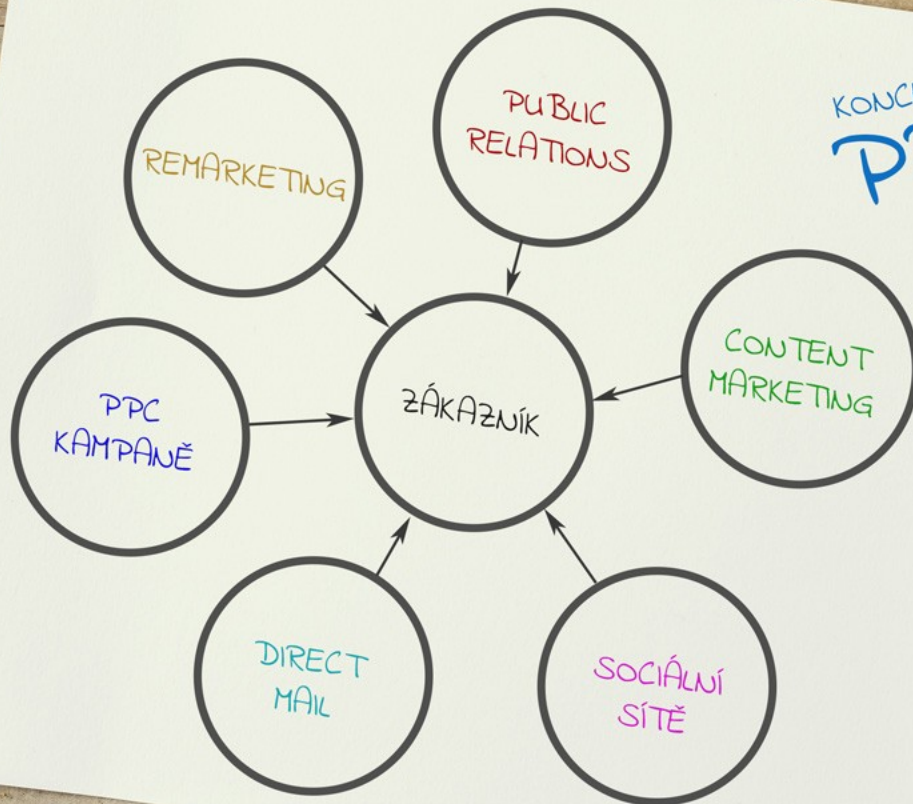 PUBLIC
RELATIONS
REMARKETING
CONTENT
MARKETING
ZÁKAZNÍK
PPC
KAMPANĚ
DIRECT
MAIL
SOCIÁLNÍ
SÍTĚ